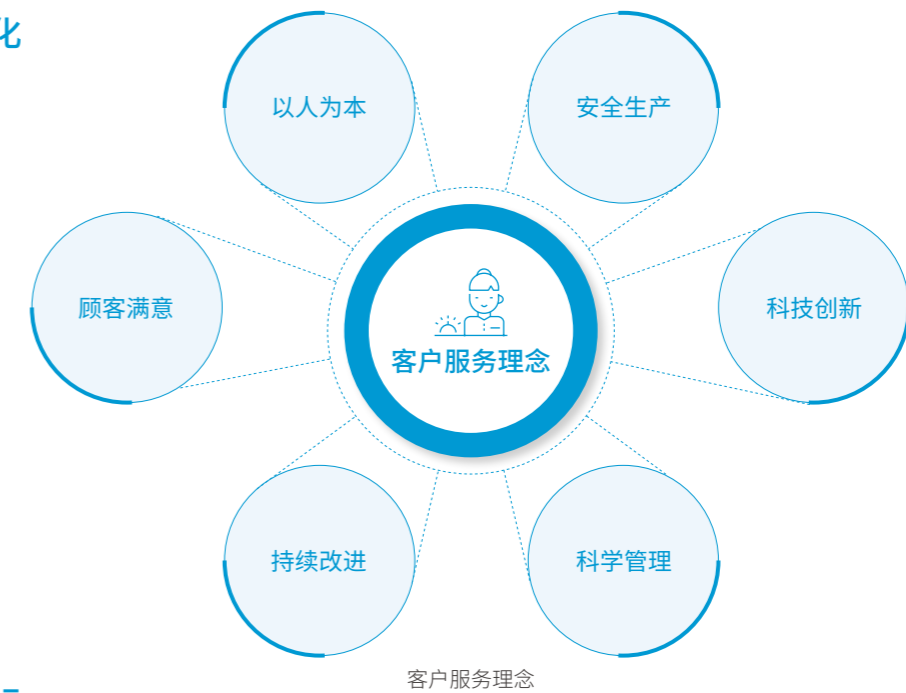 化
以人为本
安全生产
顾客满意
科技创新
客户服务理念
持续改进
科学管理
客户服务理念